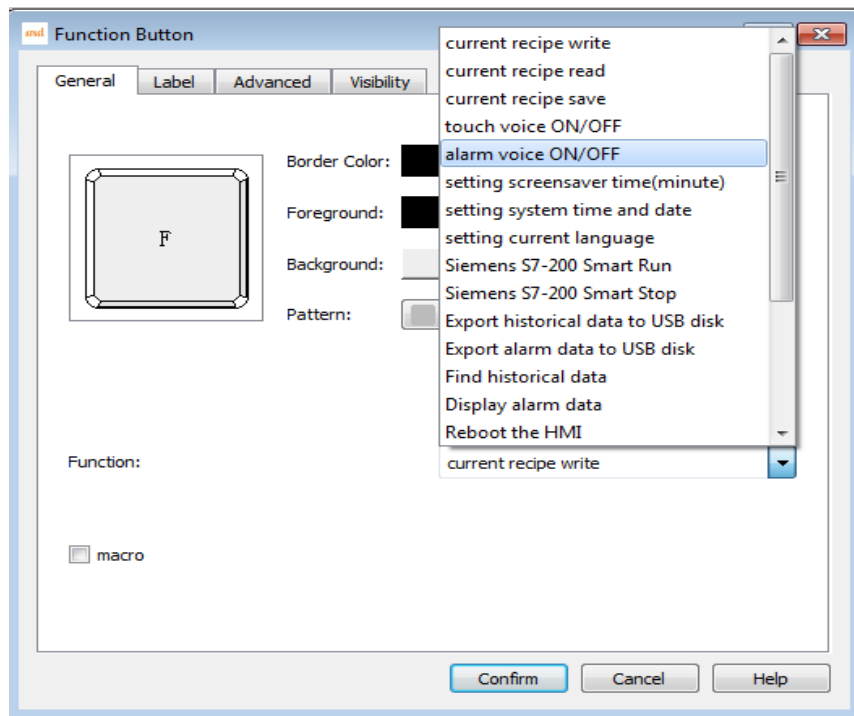 Function Button
General Label Advanced Visibility
Border Color:
Foreground:
Background:
Pattern:
F
current recipe write
current recipe read
current recipe save
touch voice ON/OFF
alarm voice ON/OFF
setting screensaver time(minute)
setting system time and date
setting current language
Siemens S7-200 Smart Run
Siemens S7-200 Smart Stop
Export historical data to USB disk
Export alarm data to USB disk
Find historical data
Display alarm data
Reboot the HMI
Function: current recipe write
macro
Confirm Cancel Help